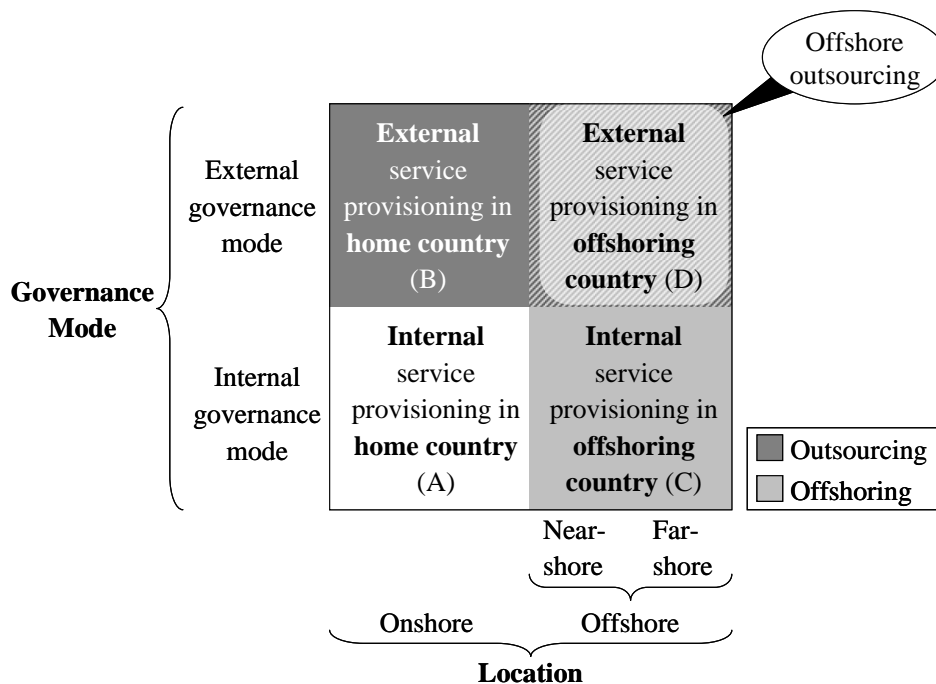 Offshore
outsourcing
External
governance
mode
External
service
provisioning in
home country
(B)
External
service
provisioning in
offshoring
country (D)
Governance
Mode
Internal
governance
mode
Internal
service
provisioning in
home country
(A)
Internal
service
provisioning in
offshoring
country (C)
Outsourcing
Offshoring
Near-
shore
Far-
shore
Onshore
Offshore
Location